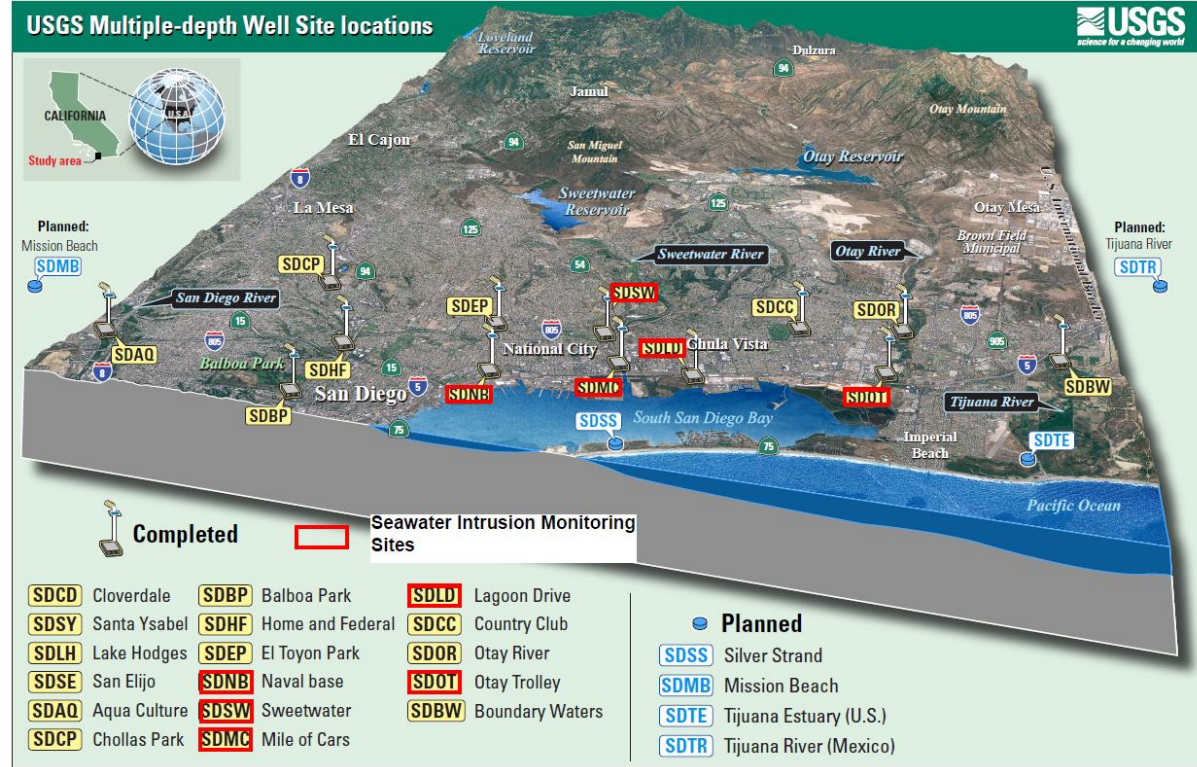 USGS Multiple-depth Well Site locations
USGS
science for a changing world
CALIFORNIA
U.S.A.
Study area
Loveland
Reservoir
Dulzura
94
Jamul
Otay Mountain
El Cajon
94
San Miguel
Mountain
Otay Reservoir
8
Sweetwater
Reservoir
La Mesa
125
125
Otay Mesa
U. S. International Border
Planned:
Mission Beach
SDMB
Planned:
Tijuana River
SDTR
Brown Field
Municipal
Sweetwater River
Otay River
SDCP
94
54
San Diego River
SDSW
SDEP
SDCC
SDOR
15
805
805
805
National City
SDLD
Chula Vista
905
SDAQ
Balboa Park
SDHF
15
5
8
San Diego
5
SDNB
SDMC
SDOT
SDBW
Tijuana River
SDBP
75
SDSS
South San Diego Bay
75
Imperial
Beach
SDTE
Pacific Ocean
Completed
Seawater Intrusion Monitoring
Sites
SDCD Cloverdale SDBP Balboa Park SDLD Lagoon Drive
SDSY Santa Ysabel SDHF Home and Federal SDCC Country Club
SDLH Lake Hodges SDEP El Toyon Park SDOR Otay River
SDSE San Elijo SDNB Naval base SDOT Otay Trolley
SDAQ Aqua Culture SDSW Sweetwater SDBW Boundary Waters
SDCP Chollas Park SDMC Mile of Cars
Planned
SDSS Silver Strand
SDMB Mission Beach
SDTE Tijuana Estuary (U.S.)
SDTR Tijuana River (Mexico)